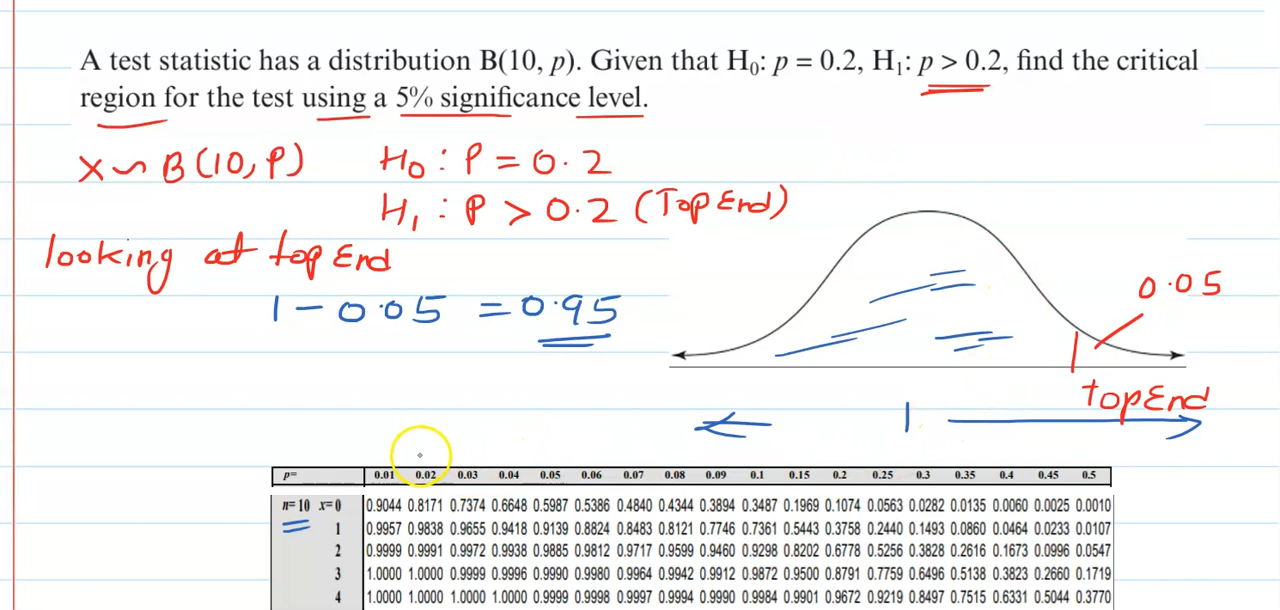 A test statistic has a distribution B(10, p). Given that H₀: p = 0.2, H₁: p > 0.2, find the critical
region for the test using a 5% significance level.
X ~ B(10, P) H₀ : P = 0.2
H₁ : P > 0.2 (Top End)
looking at top End
1 - 0.05 = 0.95
0.05
top End
1
p= 0.01 0.02 0.03 0.04 0.05 0.06 0.07 0.08 0.09 0.1 0.15 0.2 0.25 0.3 0.35 0.4 0.45 0.5
n=10 x=0 0.9044 0.8171 0.7374 0.6648 0.5987 0.5386 0.4840 0.4344 0.3894 0.3487 0.1969 0.1074 0.0563 0.0282 0.0135 0.0060 0.0025 0.0010
1 0.9957 0.9838 0.9655 0.9418 0.9139 0.8824 0.8483 0.8121 0.7746 0.7361 0.5443 0.3758 0.2440 0.1493 0.0860 0.0464 0.0233 0.0107
2 0.9999 0.9991 0.9972 0.9938 0.9885 0.9812 0.9717 0.9599 0.9460 0.9298 0.8202 0.6778 0.5256 0.3828 0.2616 0.1673 0.0996 0.0547
3 1.0000 1.0000 0.9999 0.9996 0.9990 0.9980 0.9964 0.9942 0.9912 0.9872 0.9500 0.8791 0.7759 0.6496 0.5138 0.3823 0.2660 0.1719
4 1.0000 1.0000 1.0000 1.0000 0.9999 0.9998 0.9997 0.9994 0.9990 0.9984 0.9901 0.9672 0.9219 0.8497 0.7515 0.6331 0.5044 0.3770